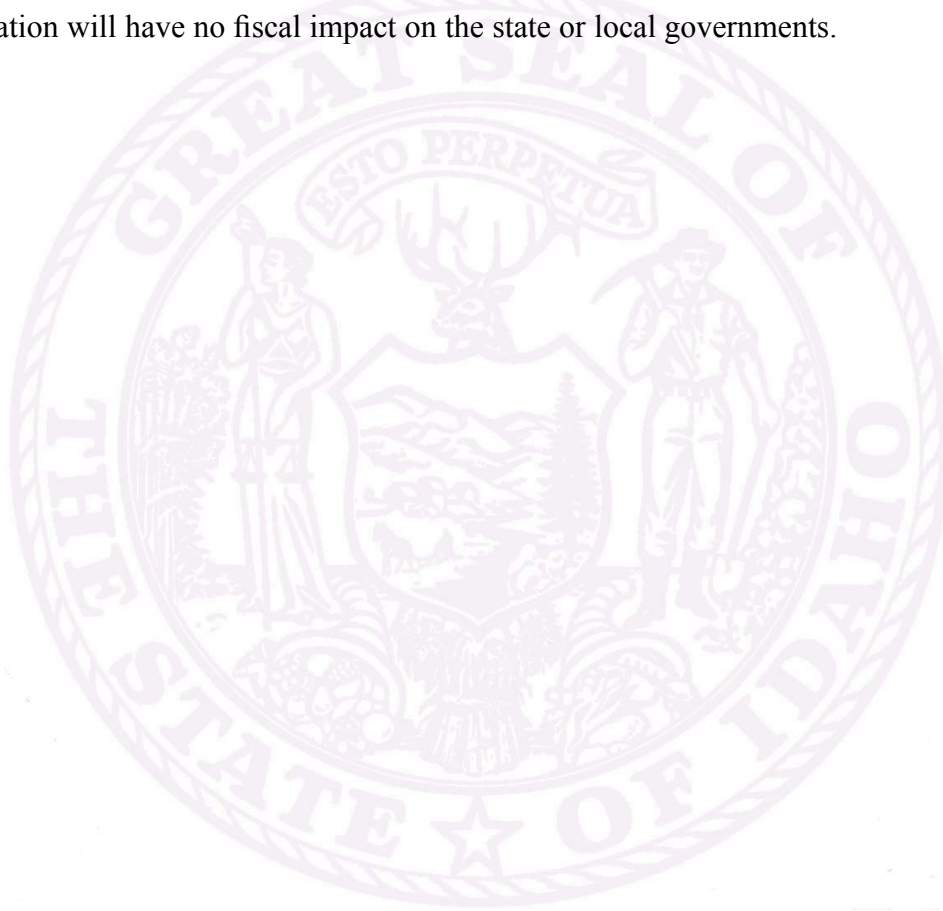 ation will have no fiscal impact on the state or local governments.
THE GREAT SEAL OF
THE STATE OF IDAHO
ESTO PERPETUA